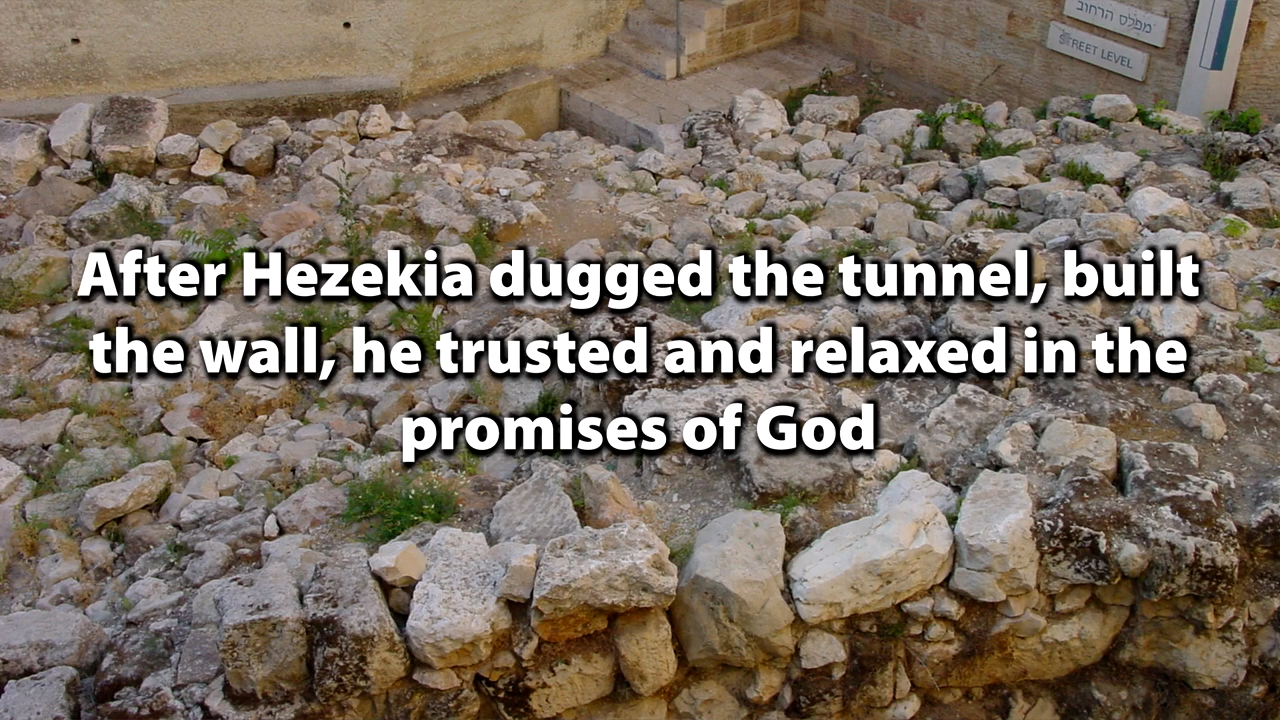 מפלס הרחוב
STREET LEVEL
After Hezekia dugged the tunnel, built
the wall, he trusted and relaxed in the
promises of God